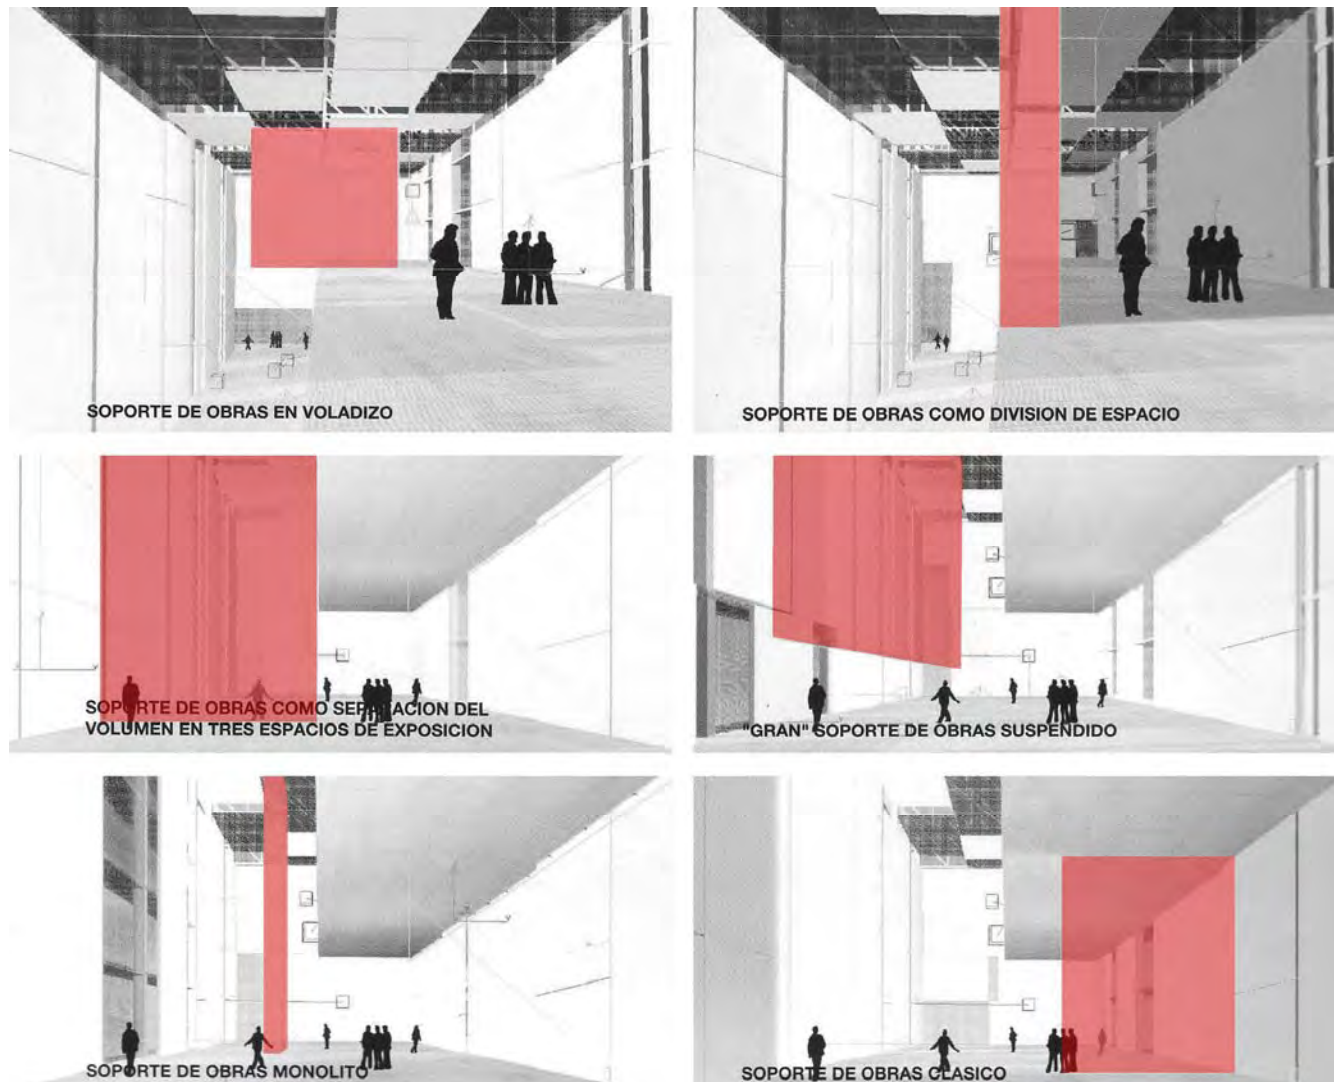 SOPORTE DE OBRAS EN VOLADIZO
SOPORTE DE OBRAS COMO DIVISION DE ESPACIO
SOPORTE DE OBRAS COMO SEPARACION DEL
VOLUMEN EN TRES ESPACIOS DE EXPOSICION
"GRAN" SOPORTE DE OBRAS SUSPENDIDO
SOPORTE DE OBRAS MONOLITO
SOPORTE DE OBRAS CLASICO